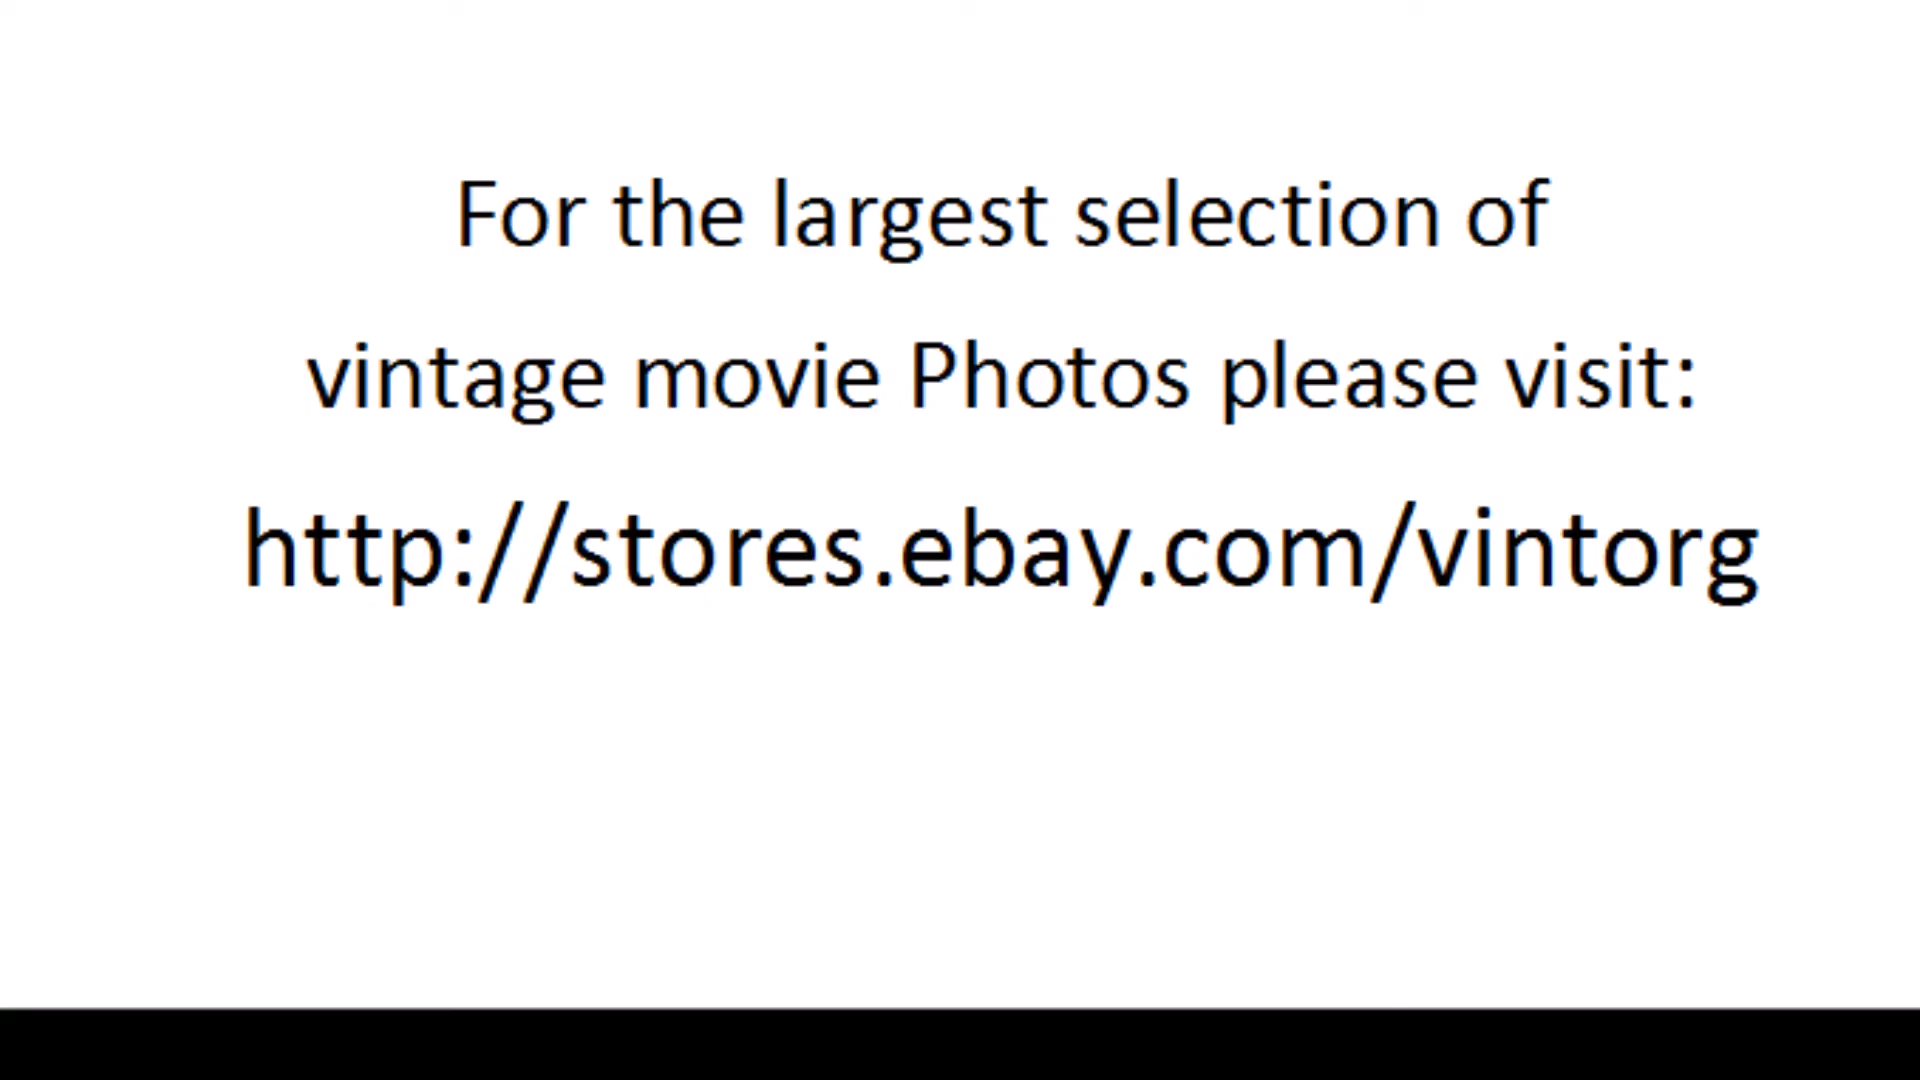 For the largest selection of
vintage movie Photos please visit:
http://stores.ebay.com/vintorg